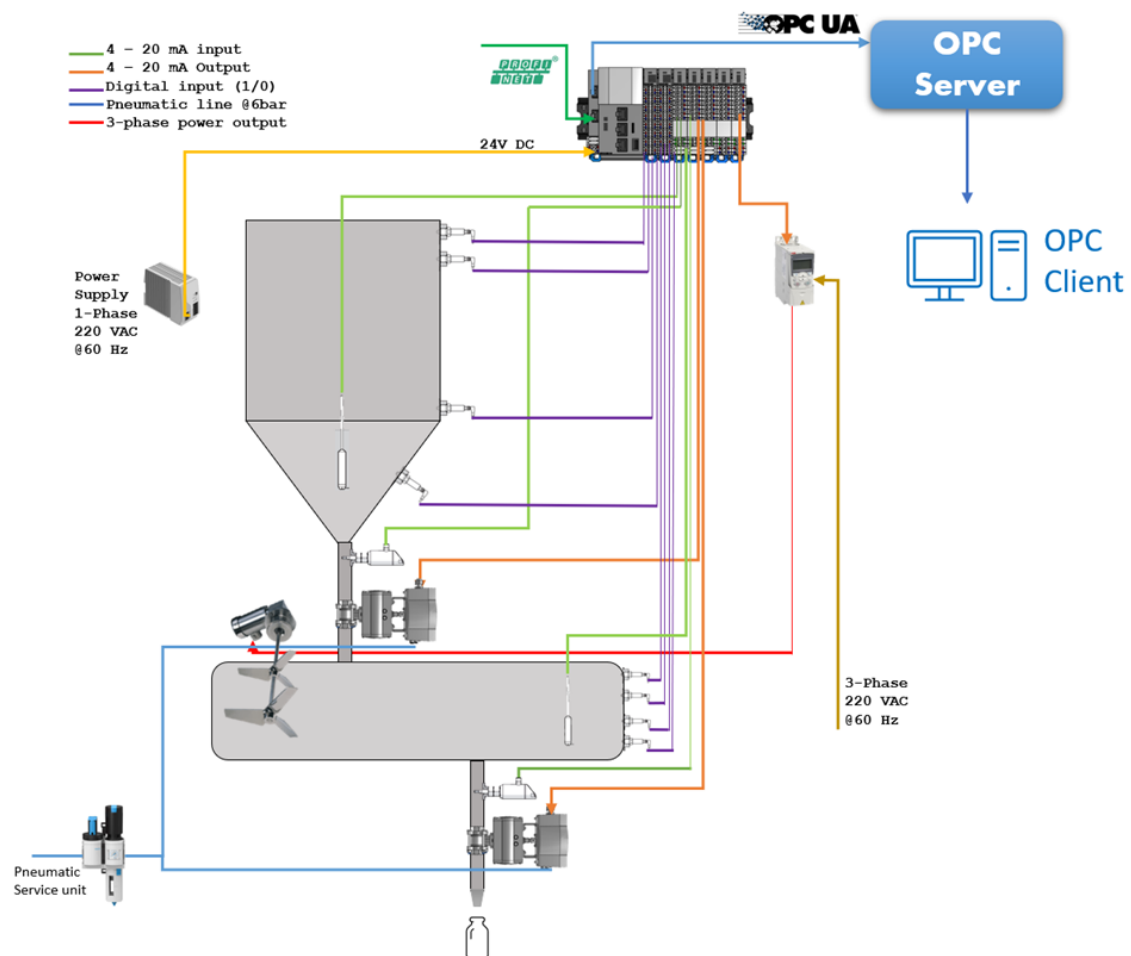 OPC UA
OPC
Server
4 – 20 mA input
4 – 20 mA Output
Digital input (1/0)
Pneumatic line @6bar
3-phase power output
PROFI
NET
®
24V DC
OPC
Client
Power
Supply
1-Phase
220 VAC
@60 Hz
3-Phase
220 VAC
@60 Hz
Pneumatic
Service unit